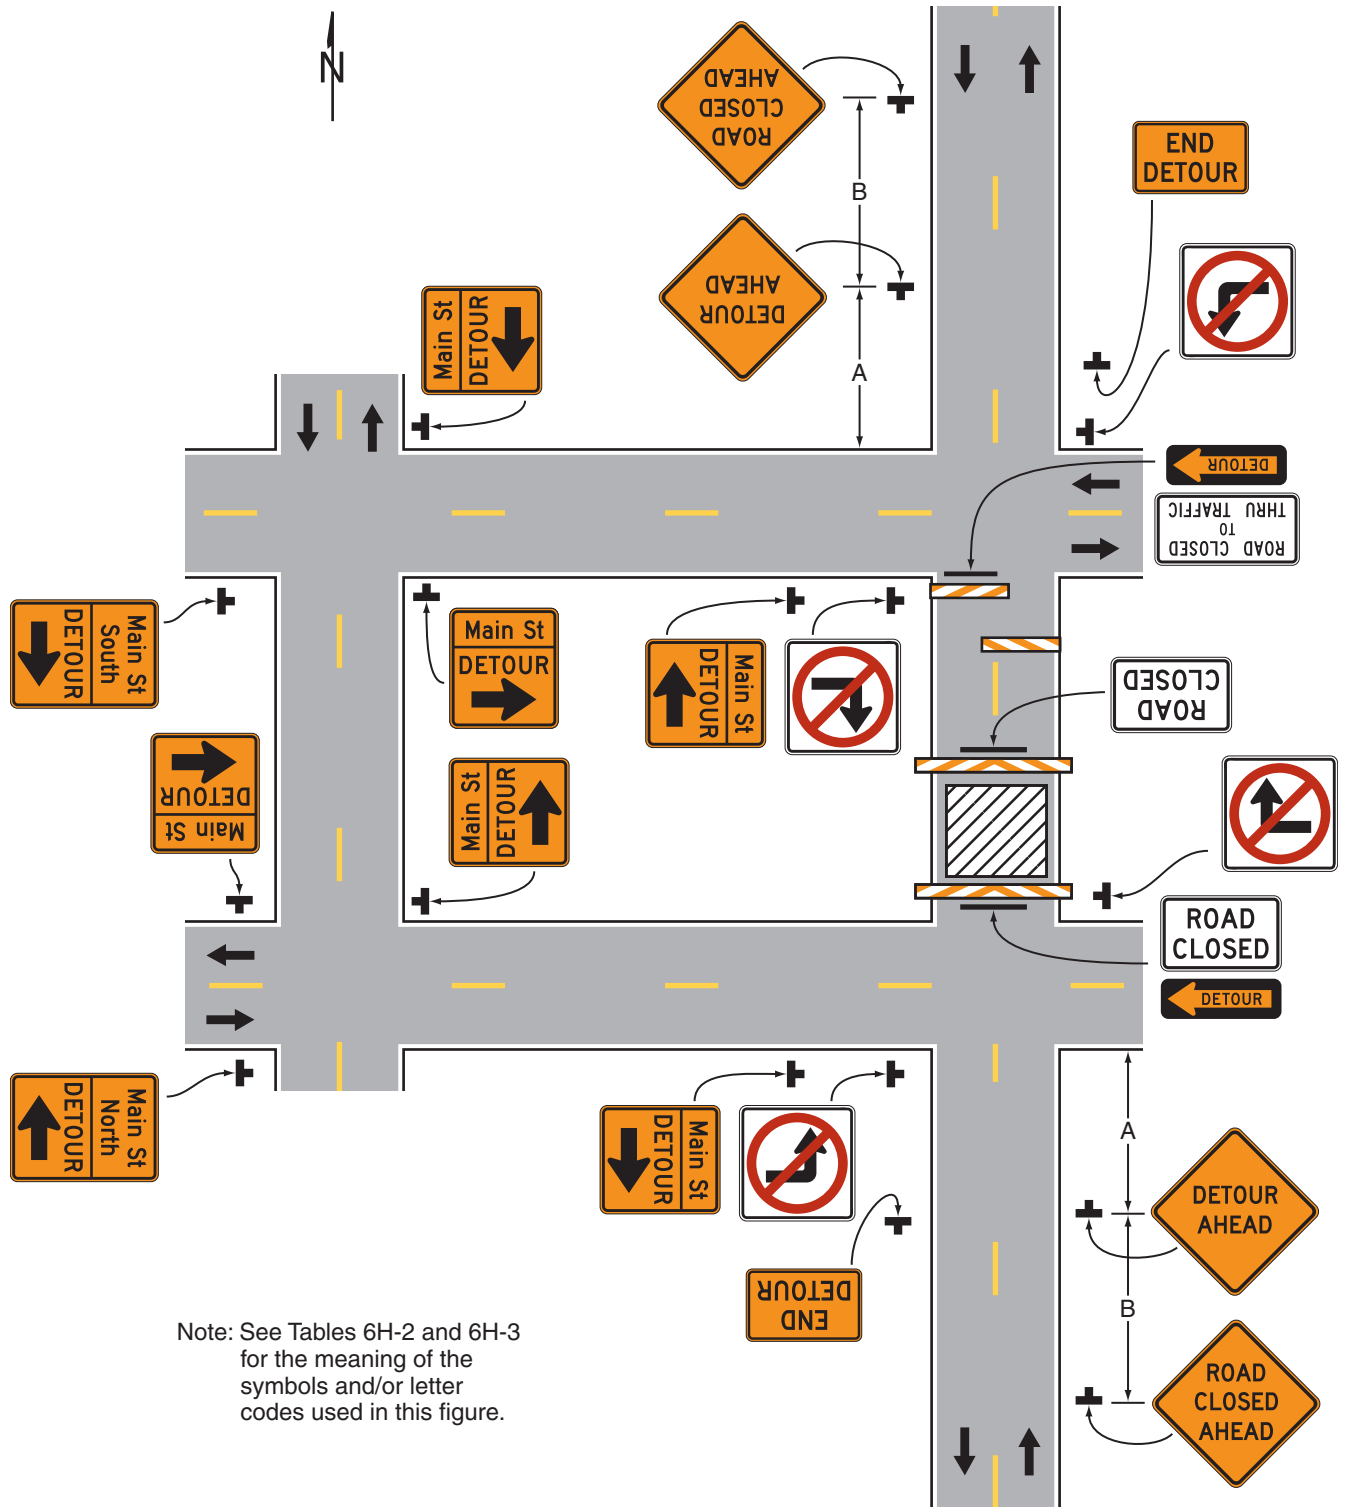 N
ROAD
CLOSED
AHEAD
B
DETOUR
AHEAD
A
END
DETOUR
Main St
DETOUR
DETOUR
ROAD CLOSED
TO
THRU TRAFFIC
Main St
South
DETOUR
Main St
DETOUR
Main St
DETOUR
ROAD
CLOSED
Main St
DETOUR
Main St
DETOUR
ROAD
CLOSED
DETOUR
Main St
North
DETOUR
Main St
DETOUR
A
DETOUR
AHEAD
END
DETOUR
B
ROAD
CLOSED
AHEAD
Note: See Tables 6H-2 and 6H-3
for the meaning of the
symbols and/or letter
codes used in this figure.